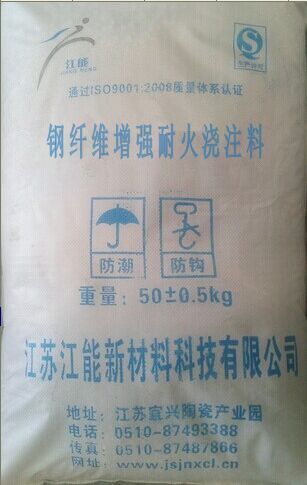 江能
JIANG NENG
生产许可
通过ISO9001:2008质量体系认证
钢纤维增强耐火浇注料
防潮
防钩
重量：50±0.5kg
江苏江能新材料科技有限公司
地址：江苏宜兴陶瓷产业园
电话：0510-87493388
传真：0510-87487866
网址：www.jsjnxcl.cn